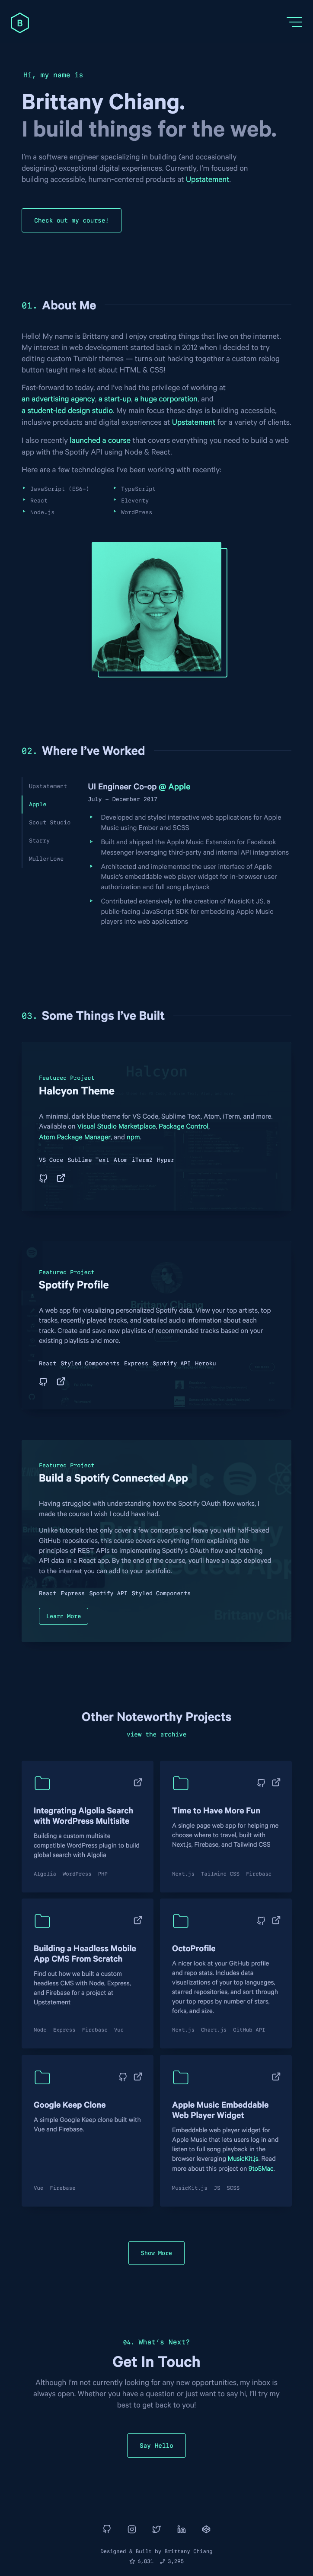 B
Hi, my name is
Brittany Chiang.
I build things for the web.
I'm a software engineer specializing in building (and occasionally
designing) exceptional digital experiences. Currently, I'm focused on
building accessible, human-centered products at Upstatement.
Check out my course!
01. About Me
Hello! My name is Brittany and I enjoy creating things that live on the internet.
My interest in web development started back in 2012 when I decided to try
editing custom Tumblr themes — turns out hacking together a custom reblog
button taught me a lot about HTML & CSS!
Fast-forward to today, and I've had the privilege of working at
an advertising agency, a start-up, a huge corporation, and
a student-led design studio. My main focus these days is building accessible,
inclusive products and digital experiences at Upstatement for a variety of clients.
I also recently launched a course that covers everything you need to build a web
app with the Spotify API using Node & React.
Here are a few technologies I've been working with recently:
JavaScript (ES6+)
TypeScript
React
Eleventy
Node.js
WordPress
02. Where I've Worked
Upstatement
Apple
Scout Studio
Starry
MullenLowe
UI Engineer Co-op @ Apple
July - December 2017
Developed and styled interactive web applications for Apple
Music using Ember and SCSS
Built and shipped the Apple Music Extension for Facebook
Messenger leveraging third-party and internal API integrations
Architected and implemented the user interface of Apple
Music's embeddable web player widget for in-browser user
authorization and full song playback
Contributed extensively to the creation of MusicKit JS, a
public-facing JavaScript SDK for embedding Apple Music
players into web applications
03. Some Things I've Built
Halcyon
Featured Project
Halcyon Theme
A minimal, dark blue theme for VS Code, Sublime Text, Atom, iTerm, and more.
Available on Visual Studio Marketplace, Package Control,
Atom Package Manager, and npm.
VS Code Sublime Text Atom iTerm2 Hyper
Featured Project
Spotify Profile
Brittany Chiang
A web app for visualizing personalized Spotify data. View your top artists, top
tracks, recently played tracks, and detailed audio information about each
track. Create and save new playlists of recommended tracks based on your
existing playlists and more.
React Styled Components Express Spotify API Heroku
Featured Project
Build a Spotify Connected App
Having struggled with understanding how the Spotify OAuth flow works, I
made the course I wish I could have had.
Unlike tutorials that only cover a few concepts and leave you with half-baked
GitHub repositories, this course covers everything from explaining the
principles of REST APIs to implementing Spotify's OAuth flow and fetching
API data in a React app. By the end of the course, you'll have an app deployed
to the internet you can add to your portfolio.
React Express Spotify API Styled Components
Learn More
Brittany Chia
Other Noteworthy Projects
view the archive
Integrating Algolia Search
with WordPress Multisite
Building a custom multisite
compatible WordPress plugin to build
global search with Algolia
Algolia WordPress PHP
Time to Have More Fun
A single page web app for helping me
choose where to travel, built with
Next.js, Firebase, and Tailwind CSS
Next.js Tailwind CSS Firebase
Building a Headless Mobile
App CMS From Scratch
Find out how we built a custom
headless CMS with Node, Express,
and Firebase for a project at
Upstatement
Node Express Firebase Vue
OctoProfile
A nicer look at your GitHub profile
and repo stats. Includes data
visualizations of your top languages,
starred repositories, and sort through
your top repos by number of stars,
forks, and size.
Next.js Chart.js GitHub API
Google Keep Clone
A simple Google Keep clone built with
Vue and Firebase.
Vue Firebase
Apple Music Embeddable
Web Player Widget
Embeddable web player widget for
Apple Music that lets users log in and
listen to full song playback in the
browser leveraging MusicKit.js. Read
more about this project on 9to5Mac.
MusicKit.js JS SCSS
Show More
04. What's Next?
Get In Touch
Although I'm not currently looking for any new opportunities, my inbox is
always open. Whether you have a question or just want to say hi, I'll try my
best to get back to you!
Say Hello
Designed & Built by Brittany Chiang
6,031 3,295